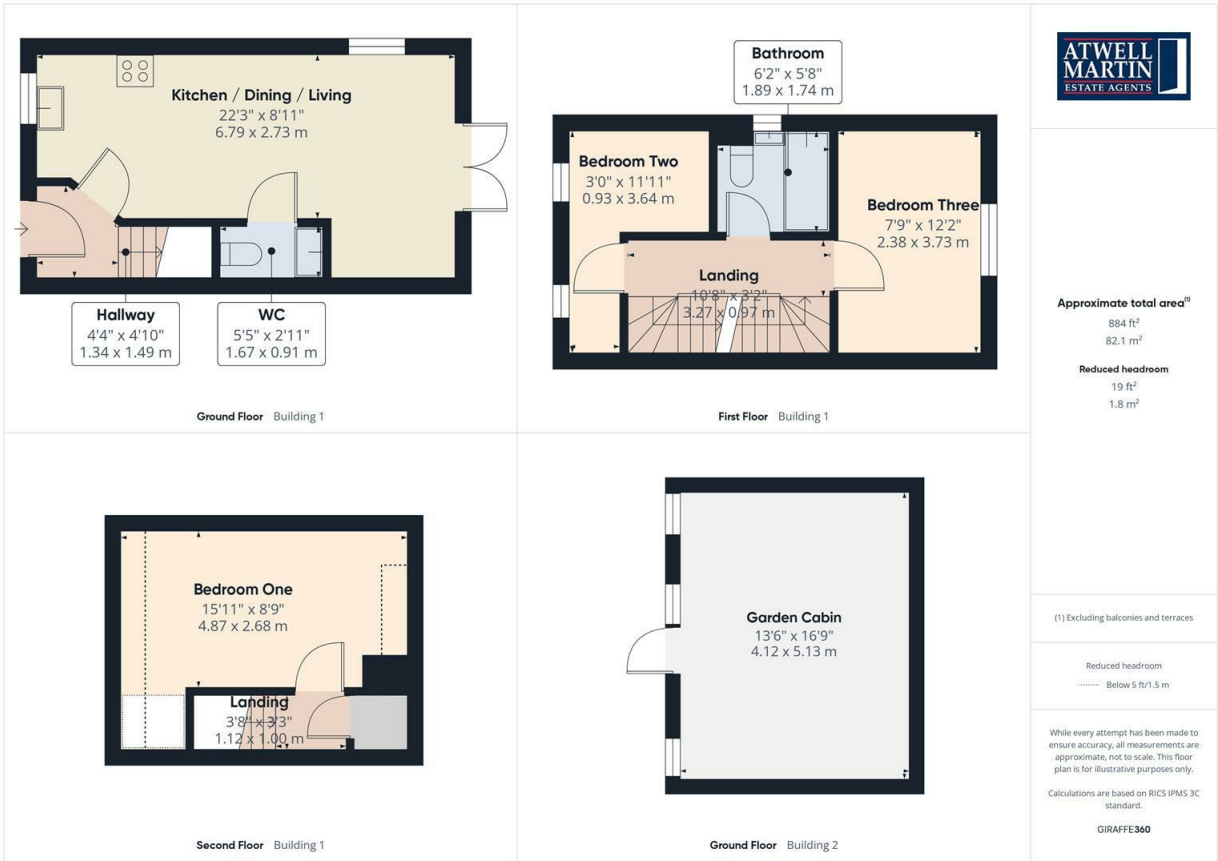 Kitchen / Dining / Living
22'3" x 8'11"
6.79 x 2.73 m
Hallway
4'4" x 4'10"
1.34 x 1.49 m
WC
5'5" x 2'11"
1.67 x 0.91 m
Ground Floor Building 1
Bathroom
6'2" x 5'8"
1.89 x 1.74 m
Bedroom Two
3'0" x 11'11"
0.93 x 3.64 m
Bedroom Three
7'9" x 12'2"
2.38 x 3.73 m
Landing
10'8" x 3'2"
3.27 x 0.97 m
First Floor Building 1
Bedroom One
15'11" x 8'9"
4.87 x 2.68 m
Landing
3'8" x 3'3"
1.12 x 1.00 m
Second Floor Building 1
Garden Cabin
13'6" x 16'9"
4.12 x 5.13 m
Ground Floor Building 2
ATWELL
MARTIN
ESTATE AGENTS
Approximate total area⁽¹⁾
884 ft²
82.1 m²
Reduced headroom
19 ft²
1.8 m²
(1) Excluding balconies and terraces
Reduced headroom
Below 5 ft/1.5 m
While every attempt has been made to
ensure accuracy, all measurements are
approximate, not to scale. This floor
plan is for illustrative purposes only.
Calculations are based on RICS IPMS 3C
standard.
GIRAFFE360